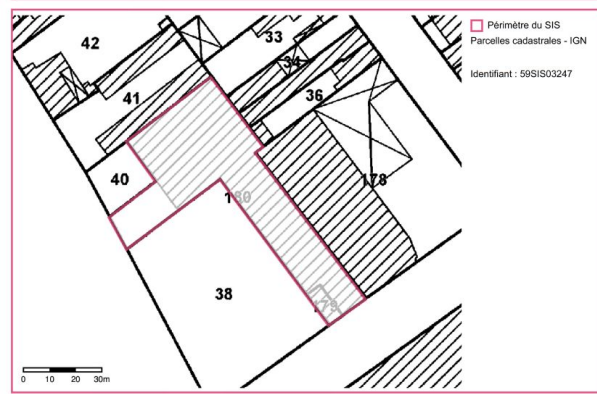 Périmètre du SIS
Parcelles cadastrales - IGN
Identifiant : 59SIS03247
42
33
34
41
36
40
178
180
38
0 10 20 30m